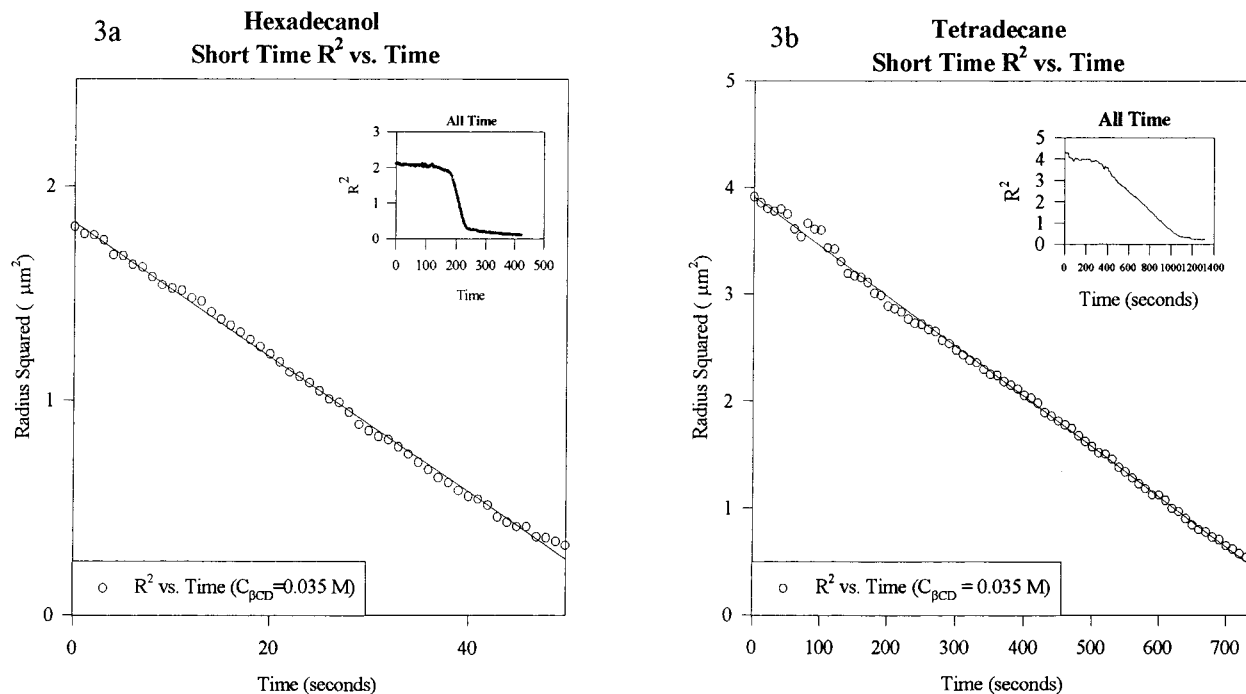 3a
Hexadecanol
Short Time R² vs. Time
2
1
0
0 20 40
Radius Squared ( μm²)
Time (seconds)
All Time
3
2
1
0
R²
0 100 200 300 400 500
Time
○ R² vs. Time (CβCD=0.035 M)
3b
Tetradecane
Short Time R² vs. Time
5
4
3
2
1
0
0 100 200 300 400 500 600 700
Radius Squared ( μm²)
Time (seconds)
All Time
5
4
3
2
1
0
R²
0 200 400 600 800 1000 1200 1400
Time (seconds)
○ R² vs. Time (CβCD = 0.035 M)